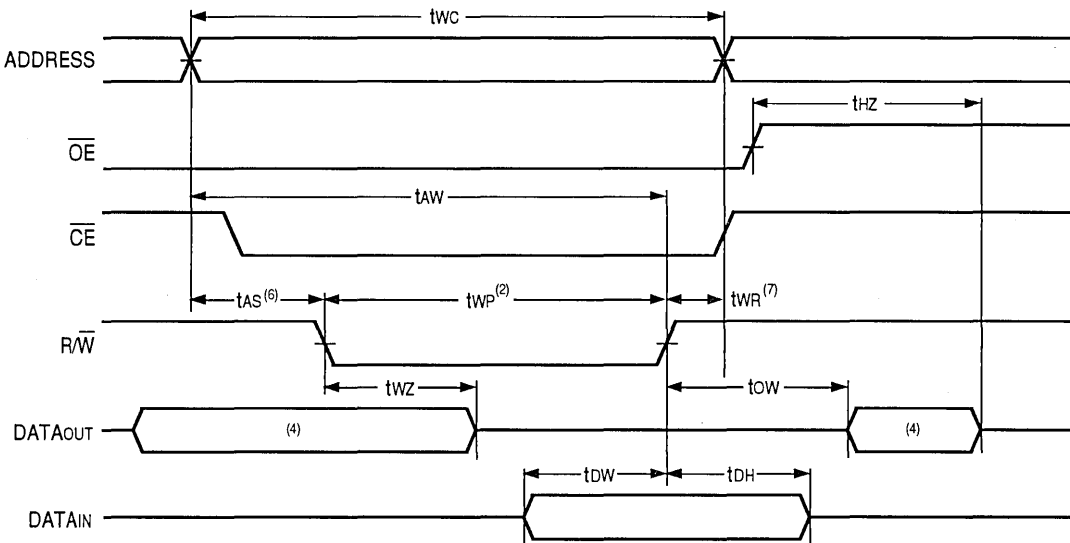 tWC
ADDRESS
tHZ
OE
tAW
CE
tAS(6)
tWP(2)
tWR(7)
R/W
tWZ
tOW
DATAOUT
(4)
(4)
tDW
tDH
DATAIN